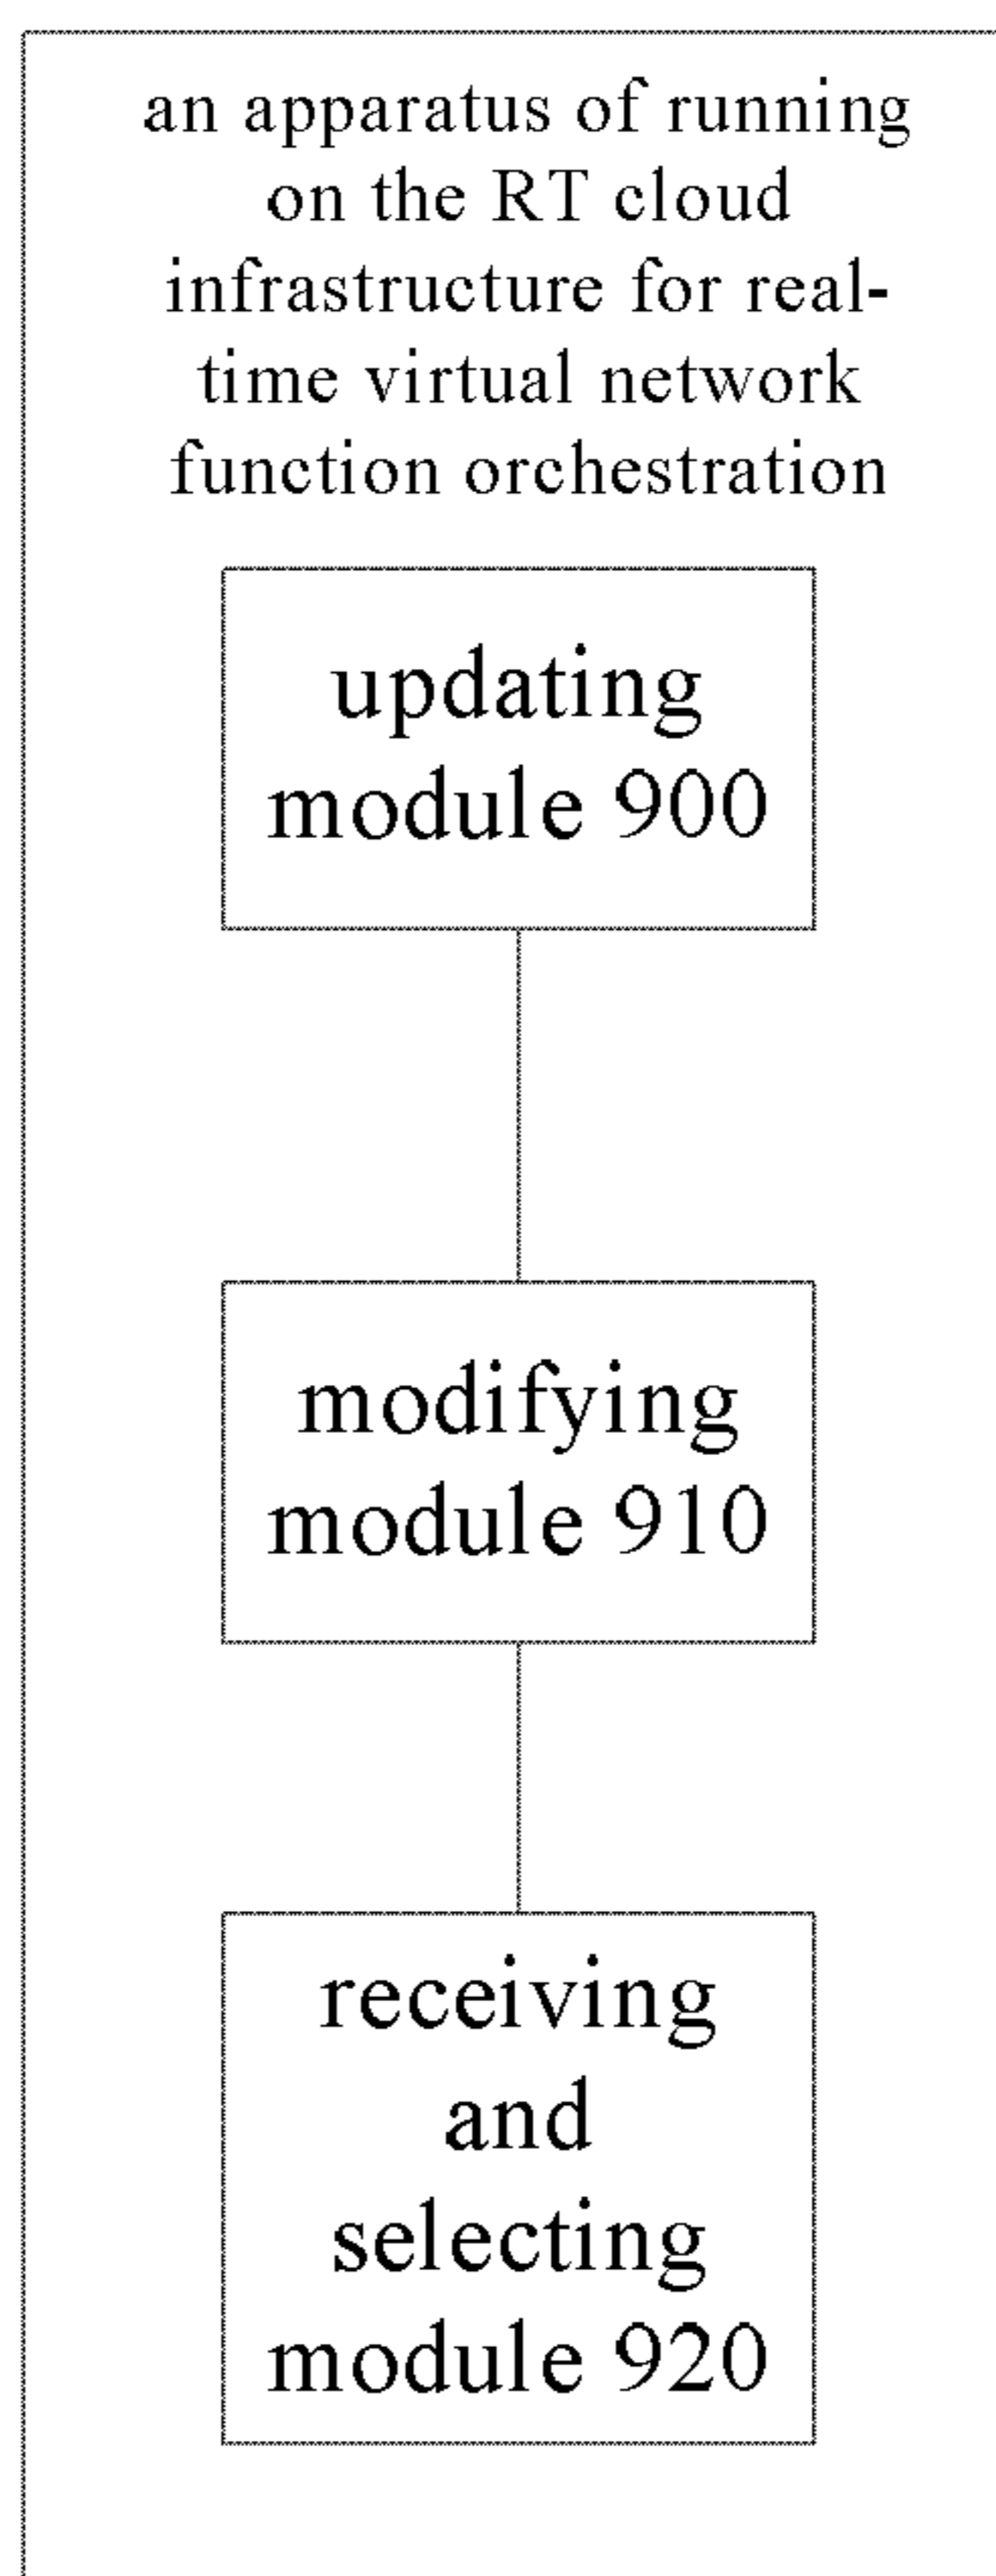 an apparatus of running
on the RT cloud
infrastructure for real-
time virtual network
function orchestration
updating
module 900
modifying
module 910
receiving
and
selecting
module 920